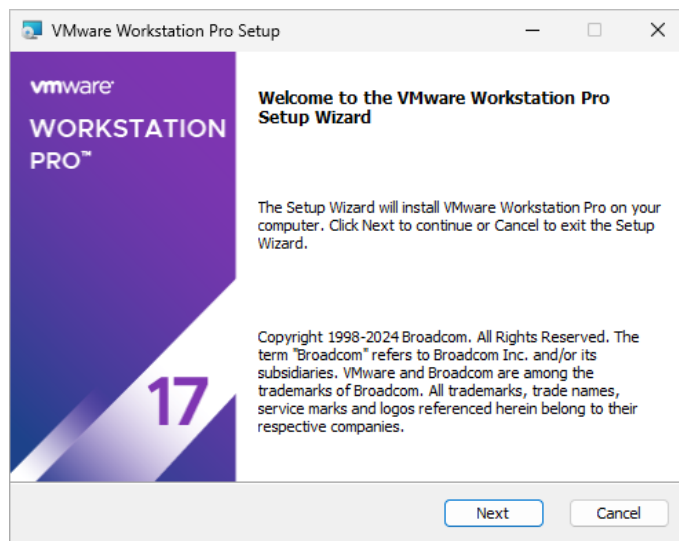 VMware Workstation Pro Setup
vmware®
WORKSTATION
PRO™
17
Welcome to the VMware Workstation Pro
Setup Wizard
The Setup Wizard will install VMware Workstation Pro on your
computer. Click Next to continue or Cancel to exit the Setup
Wizard.
Copyright 1998-2024 Broadcom. All Rights Reserved. The
term "Broadcom" refers to Broadcom Inc. and/or its
subsidiaries. VMware and Broadcom are among the
trademarks of Broadcom. All trademarks, trade names,
service marks and logos referenced herein belong to their
respective companies.
Next
Cancel